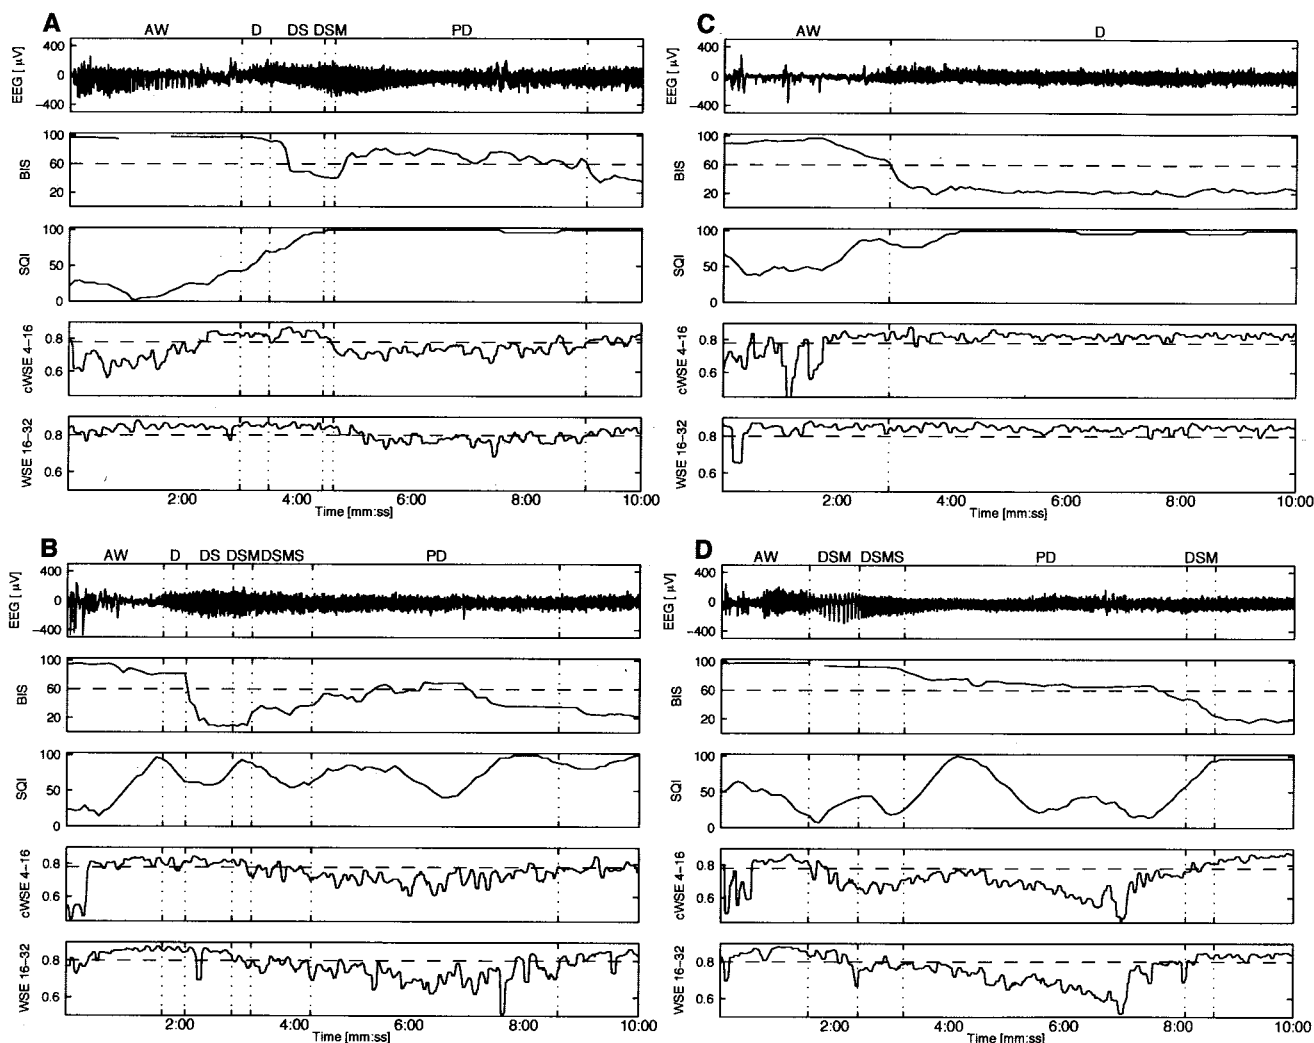 A
AW D DS DSM PD
EEG [ µV]
400
0
−400
BIS
100
60
20
SQI
100
50
0
cWSE 4−16
0.8
0.6
WSE 16−32
0.8
0.6
2:00 4:00 6:00 8:00 10:00
Time [mm:ss]
C
AW D
EEG [ µV]
400
0
−400
BIS
100
60
20
SQI
100
50
0
cWSE 4−16
0.8
0.6
WSE 16−32
0.8
0.6
2:00 4:00 6:00 8:00 10:00
Time [mm:ss]
B
AW D DS DSM DSMS PD
EEG [ µV]
400
0
−400
BIS
100
60
20
SQI
100
50
0
cWSE 4−16
0.8
0.6
WSE 16−32
0.8
0.6
2:00 4:00 6:00 8:00 10:00
Time [mm:ss]
D
AW DSM DSMS PD DSM
EEG [ µV]
400
0
−400
BIS
100
60
20
SQI
100
50
0
cWSE 4−16
0.8
0.6
WSE 16−32
0.8
0.6
2:00 4:00 6:00 8:00 10:00
Time [mm:ss]